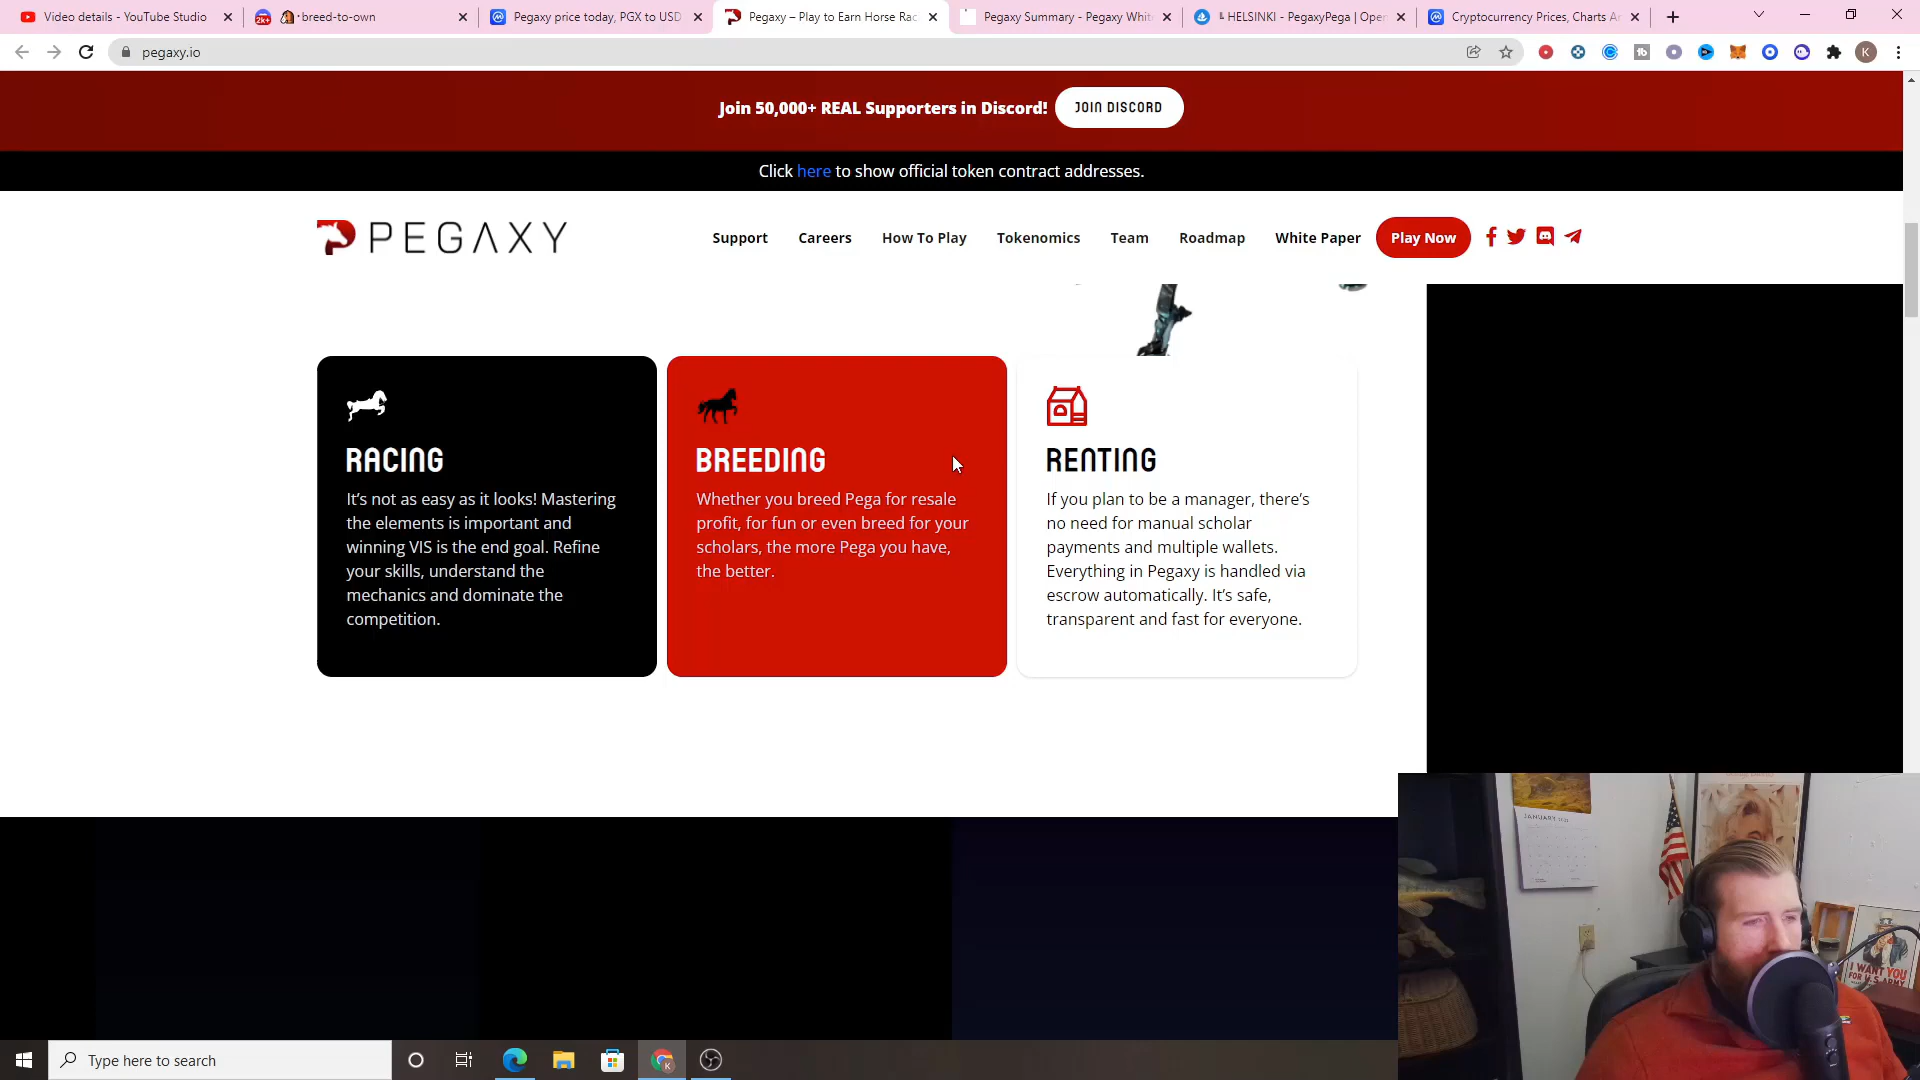 Video details - YouTube Studio
2k+
breed-to-own
Pegaxy price today, PGX to USD
Pegaxy – Play to Earn Horse Rac
Pegaxy Summary - Pegaxy Whit
HELSINKI - PegaxyPega | Open
Cryptocurrency Prices, Charts A
pegaxy.io
K
Join 50,000+ REAL Supporters in Discord!
JOIN DISCORD
Click here to show official token contract addresses.
PEGAXY
Support
Careers
How To Play
Tokenomics
Team
Roadmap
White Paper
Play Now
RACING
It's not as easy as it looks! Mastering
the elements is important and
winning VIS is the end goal. Refine
your skills, understand the
mechanics and dominate the
competition.
BREEDING
Whether you breed Pega for resale
profit, for fun or even breed for your
scholars, the more Pega you have,
the better.
RENTING
If you plan to be a manager, there's
no need for manual scholar
payments and multiple wallets.
Everything in Pegaxy is handled via
escrow automatically. It's safe,
transparent and fast for everyone.
JANUARY
I WANT YOU
FOR U.S. ARMY
Type here to search